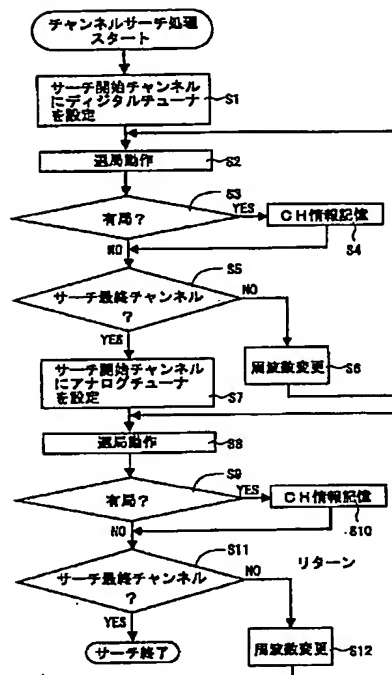 チャンネルサーチ処理
スタート
サーチ開始チャンネル
にディジタルチューナ
を設定
S1
選局動作
S2
S3
有局?
YES
CH情報記憶
S4
NO
S5
サーチ最終チャンネル
?
NO
YES
周波数変更
S6
サーチ開始チャンネル
にアナログチューナ
を設定
S7
選局動作
S8
S9
有局?
YES
CH情報記憶
S10
NO
S11
サーチ最終チャンネル
?
NO
リターン
YES
サーチ終了
周波数変更
S12